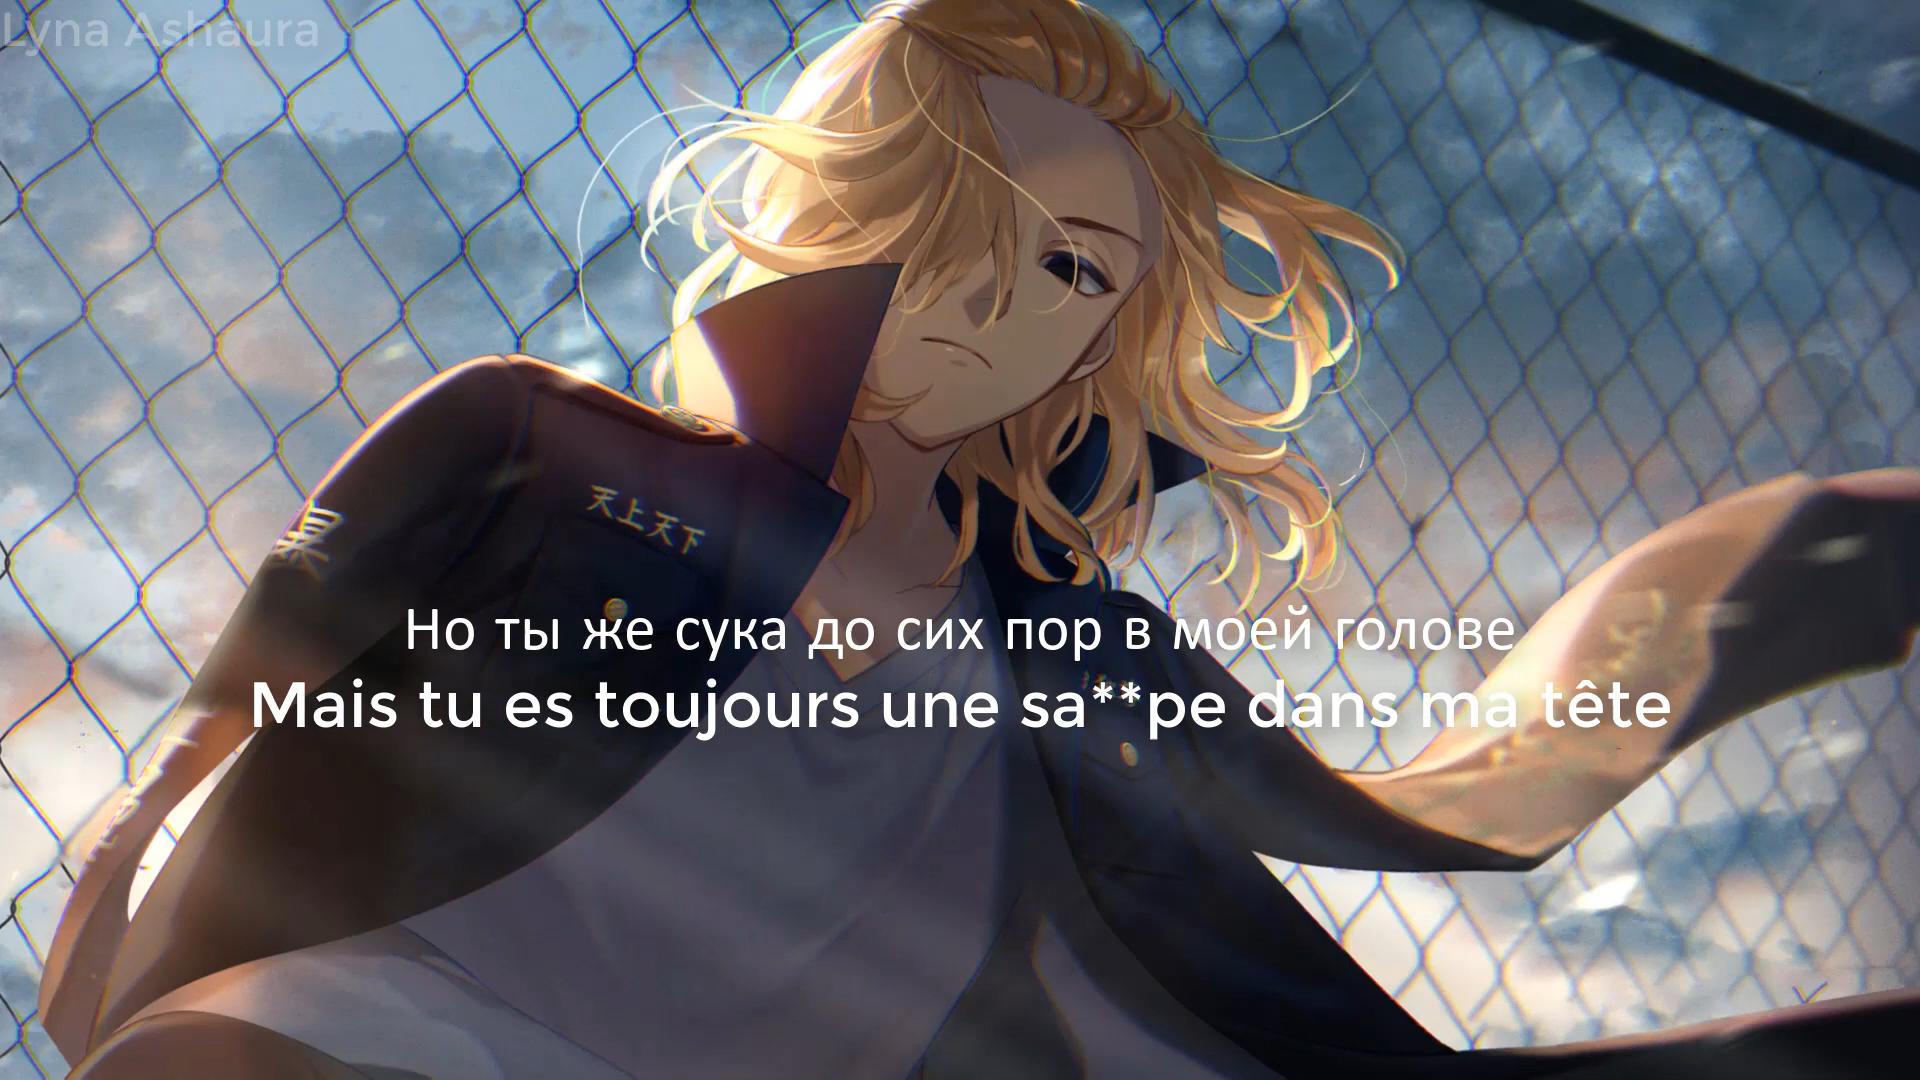 Lyna Ashaura
天上天下
Но ты же сука до сих пор в моей голове
Mais tu es toujours une sa**pe dans ma tête